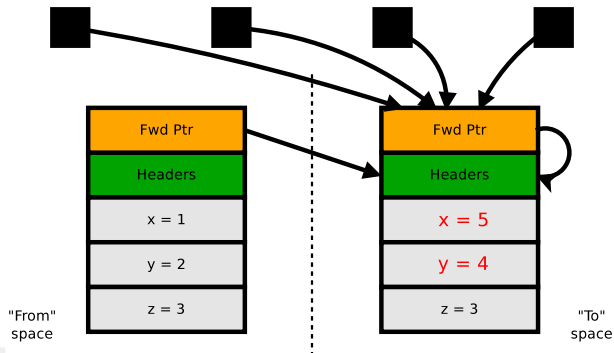 Fwd Ptr
Headers
x = 1
y = 2
z = 3
"From"
space
Fwd Ptr
Headers
x = 5
y = 4
z = 3
"To"
space